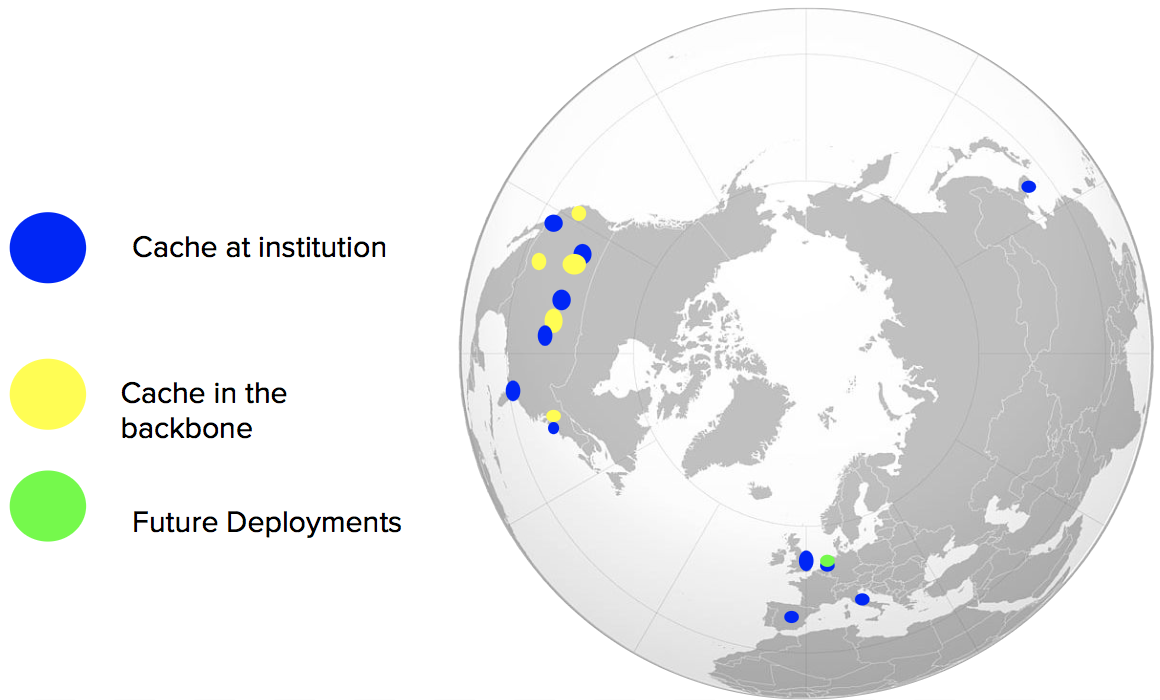 Cache at institution
Cache in the
backbone
Future Deployments